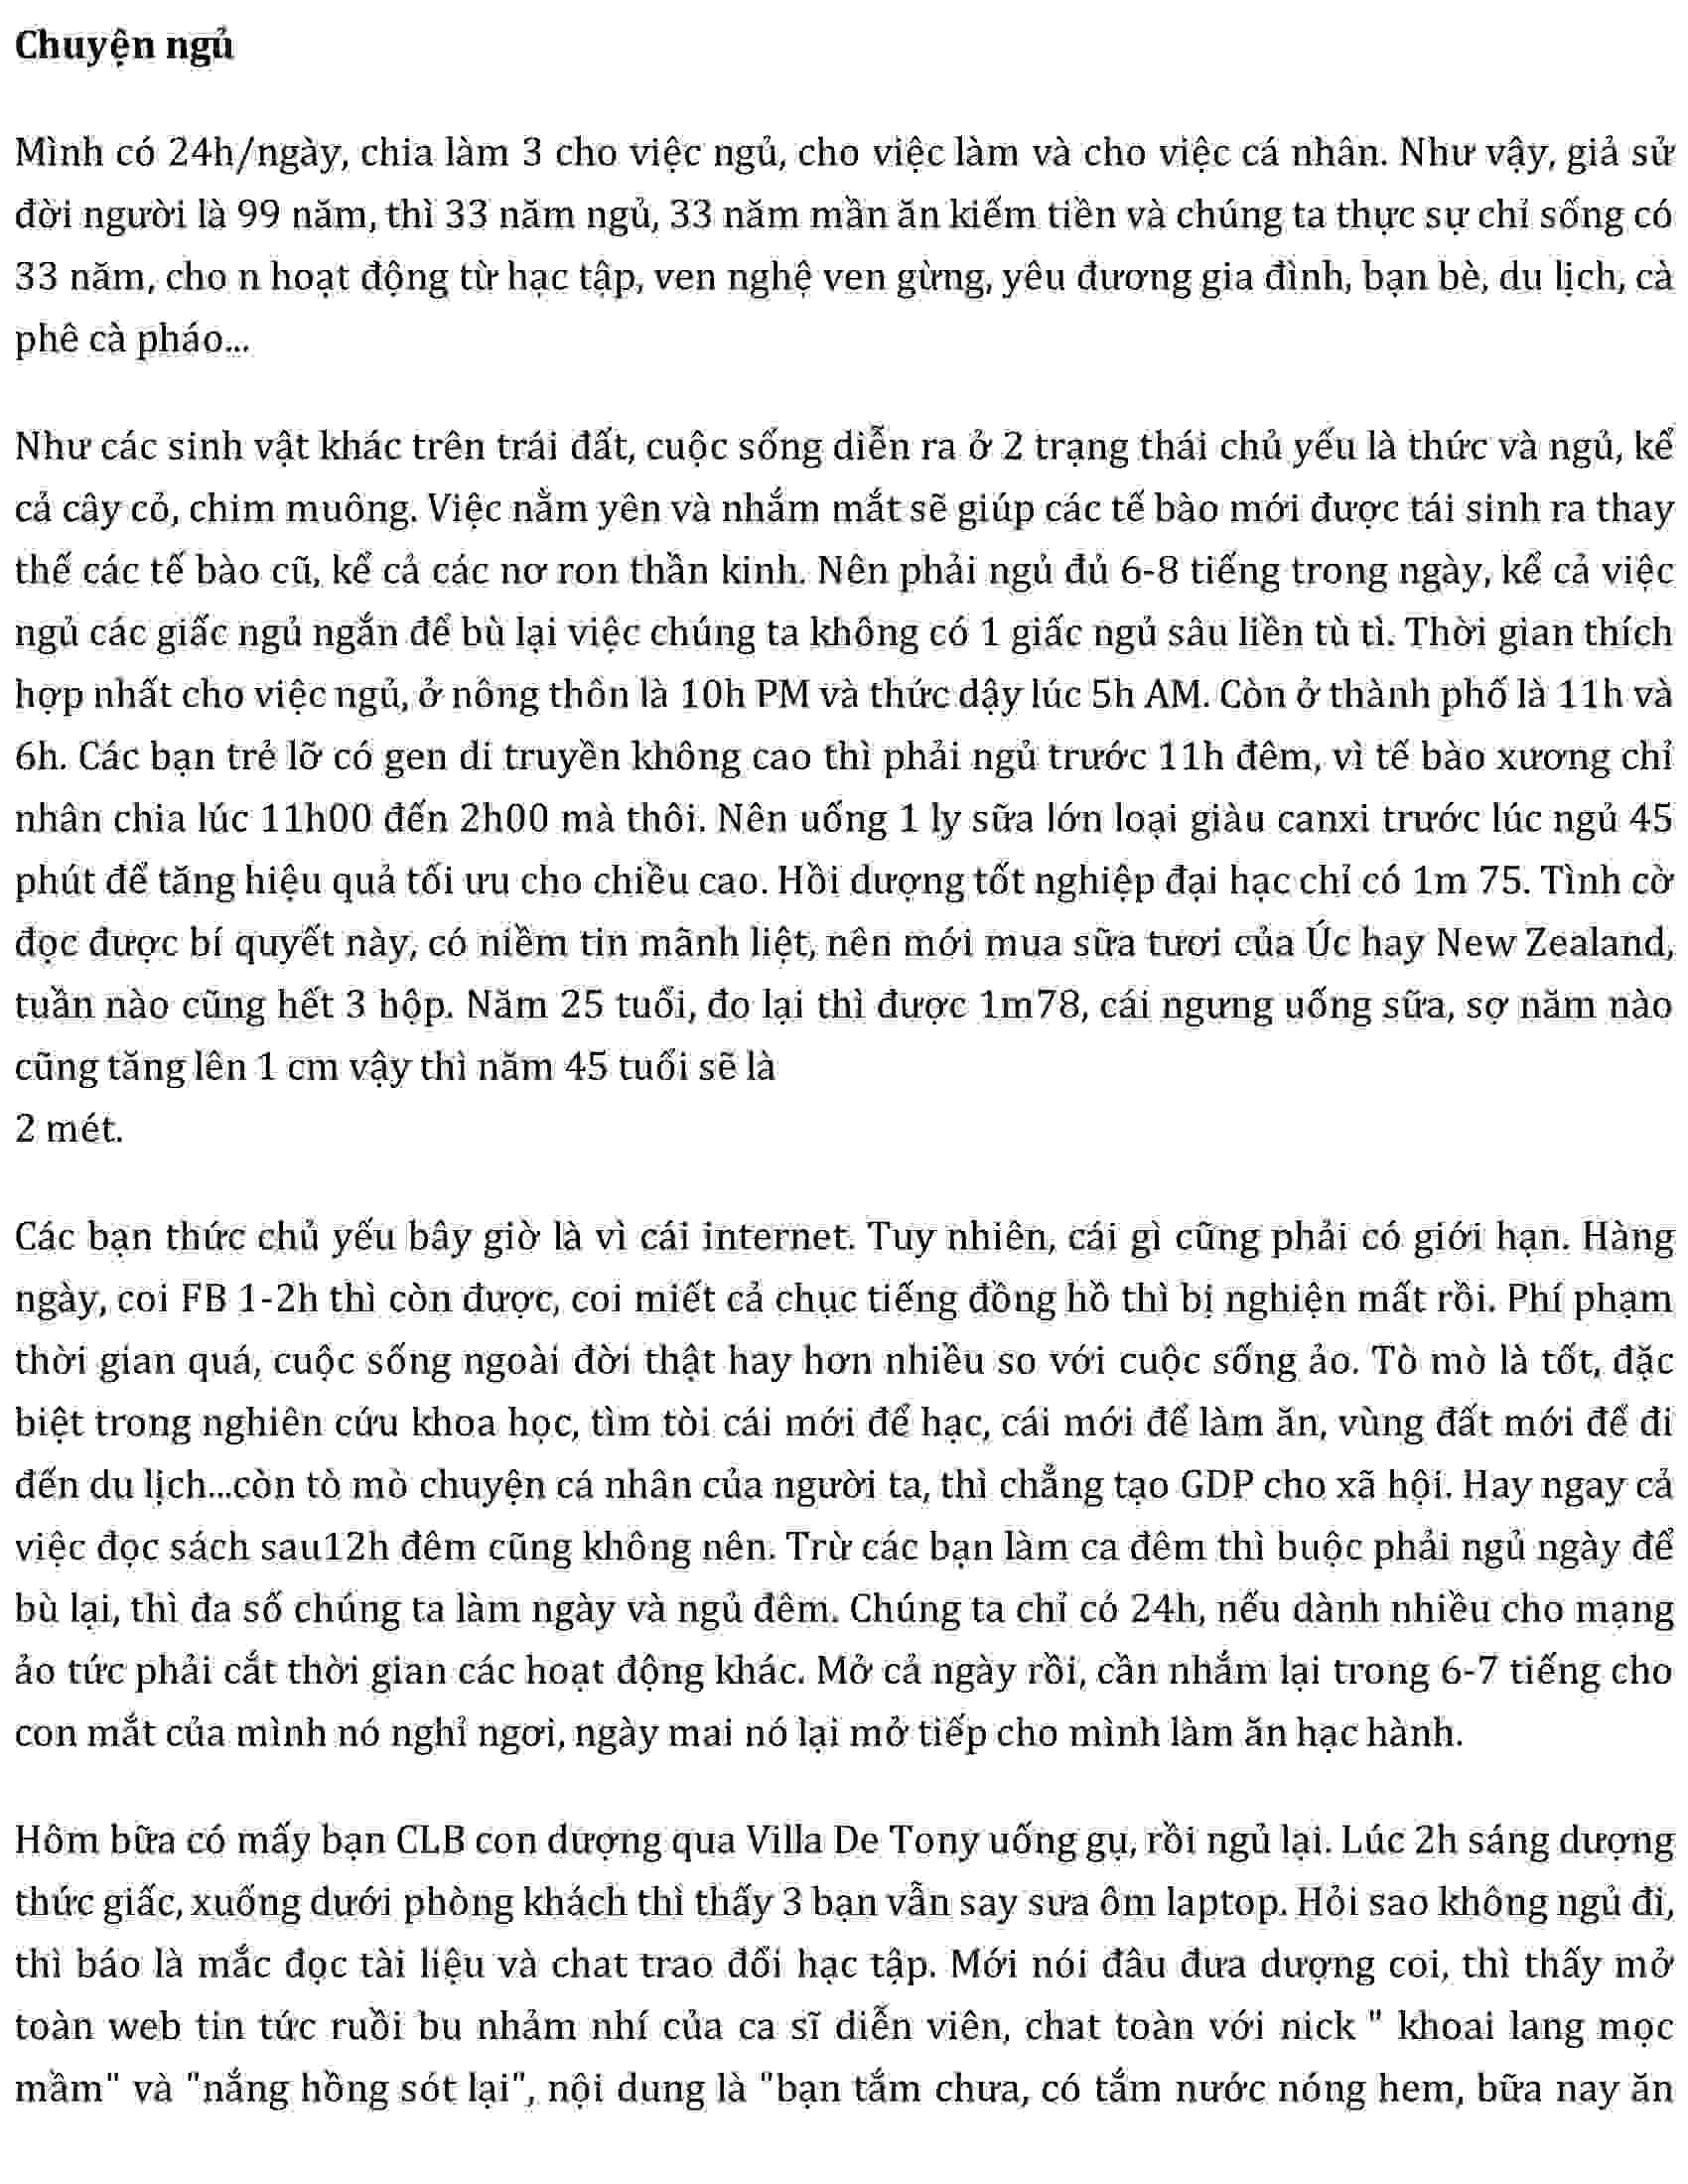 Chuyện ngủ
Mình có 24h/ngày, chia làm 3 cho việc ngủ, cho việc làm và cho việc cá nhân. Như vậy, giả sử
đời người là 99 năm, thì 33 năm ngủ, 33 năm mần ăn kiếm tiền và chúng ta thực sự chỉ sống có
33 năm, cho n hoạt động từ hạc tập, ven nghệ ven gừng, yêu đương gia đình, bạn bè, du lịch, cà
phê cà pháo...
Như các sinh vật khác trên trái đất, cuộc sống diễn ra ở 2 trạng thái chủ yếu là thức và ngủ, kể
cả cây cỏ, chim muông. Việc nằm yên và nhắm mắt sẽ giúp các tế bào mới được tái sinh ra thay
thế các tế bào cũ, kể cả các nơ ron thần kinh. Nên phải ngủ đủ 6-8 tiếng trong ngày, kể cả việc
ngủ các giấc ngủ ngắn để bù lại việc chúng ta không có 1 giấc ngủ sâu liền tù tì. Thời gian thích
hợp nhất cho việc ngủ, ở nông thôn là 10h PM và thức dậy lúc 5h AM. Còn ở thành phố là 11h và
6h. Các bạn trẻ lỡ có gen di truyền không cao thì phải ngủ trước 11h đêm, vì tế bào xương chỉ
nhân chia lúc 11h00 đến 2h00 mà thôi. Nên uống 1 ly sữa lớn loại giàu canxi trước lúc ngủ 45
phút để tăng hiệu quả tối ưu cho chiều cao. Hồi dượng tốt nghiệp đại hạc chỉ có 1m 75. Tình cờ
đọc được bí quyết này, có niềm tin mãnh liệt, nên mới mua sữa tươi của Úc hay New Zealand,
tuần nào cũng hết 3 hộp. Năm 25 tuổi, đo lại thì được 1m78, cái ngưng uống sữa, sợ năm nào
cũng tăng lên 1 cm vậy thì năm 45 tuổi sẽ là
2 mét.
Các bạn thức chủ yếu bây giờ là vì cái internet. Tuy nhiên, cái gì cũng phải có giới hạn. Hàng
ngày, coi FB 1-2h thì còn được, coi miết cả chục tiếng đồng hồ thì bị nghiện mất rồi. Phí phạm
thời gian quá, cuộc sống ngoài đời thật hay hơn nhiều so với cuộc sống ảo. Tò mò là tốt, đặc
biệt trong nghiên cứu khoa học, tìm tòi cái mới để hạc, cái mới để làm ăn, vùng đất mới để đi
đến du lịch...còn tò mò chuyện cá nhân của người ta, thì chẳng tạo GDP cho xã hội. Hay ngay cả
việc đọc sách sau12h đêm cũng không nên. Trừ các bạn làm ca đêm thì buộc phải ngủ ngày để
bù lại, thì đa số chúng ta làm ngày và ngủ đêm. Chúng ta chỉ có 24h, nếu dành nhiều cho mạng
ảo tức phải cắt thời gian các hoạt động khác. Mở cả ngày rồi, cần nhắm lại trong 6-7 tiếng cho
con mắt của mình nó nghỉ ngơi, ngày mai nó lại mở tiếp cho mình làm ăn hạc hành.
Hôm bữa có mấy bạn CLB con dượng qua Villa De Tony uống gụ, rồi ngủ lại. Lúc 2h sáng dượng
thức giấc, xuống dưới phòng khách thì thấy 3 bạn vẫn say sưa ôm laptop. Hỏi sao không ngủ đi,
thì báo là mắc đọc tài liệu và chat trao đổi hạc tập. Mới nói đâu đưa dượng coi, thì thấy mở
toàn web tin tức ruồi bu nhảm nhí của ca sĩ diễn viên, chat toàn với nick " khoai lang mọc
mầm" và "nắng hồng sót lại", nội dung là "bạn tắm chưa, có tắm nước nóng hem, bữa nay ăn